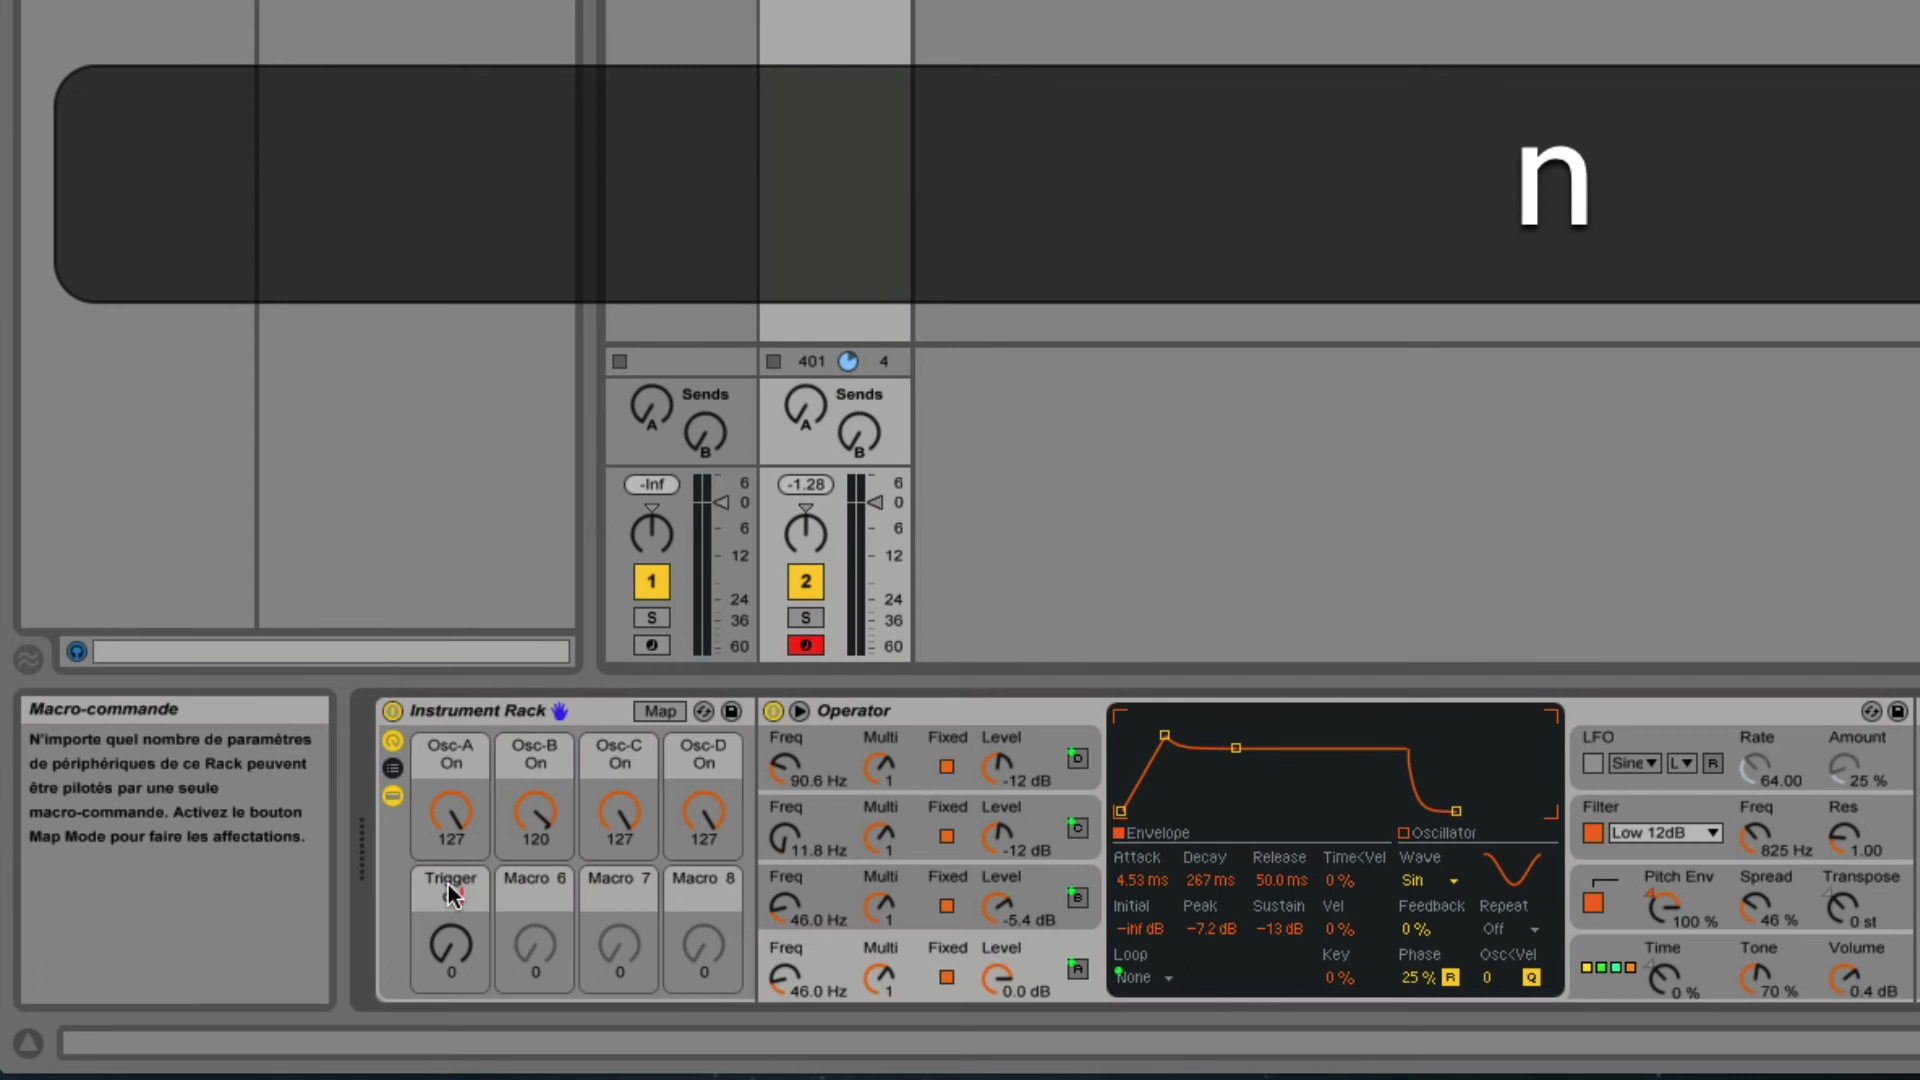 n
401 4
Sends
A
B
Sends
A
B
-Inf
6
0
6
12
24
36
60
1
S
-1.28
6
0
6
12
24
36
60
2
S
Macro-commande
N'importe quel nombre de paramètres
de périphériques de ce Rack peuvent
être pilotés par une seule
macro-commande. Activez le bouton
Map Mode pour faire les affectations.
Instrument Rack Map
Osc-A On
Osc-B On
Osc-C On
Osc-D On
127 120 127 127
Trigger Macro 6 Macro 7 Macro 8
0 0 0 0
Operator
Freq Multi Fixed Level
90.6 Hz 1 -12 dB D
Freq Multi Fixed Level
11.8 Hz 1 -12 dB C
Freq Multi Fixed Level
46.0 Hz 1 -5.4 dB B
Freq Multi Fixed Level
46.0 Hz 1 0.0 dB A
Envelope Oscillator
Attack Decay Release Time<Vel Wave
4.53 ms 267 ms 50.0 ms 0 % Sin
Initial Peak Sustain Vel Feedback Repeat
-inf dB -7.2 dB -13 dB 0 % 0 % Off
Loop Key Phase Osc<Vel
None 0 % 25 % R 0 Q
LFO Rate Amount
Sine L R 64.00 25 %
Filter Freq Res
Low 12dB 825 Hz 1.00
Pitch Env Spread Transpose
100 % 46 % 0 st
Time Tone Volume
0 % 70 % 0.4 dB